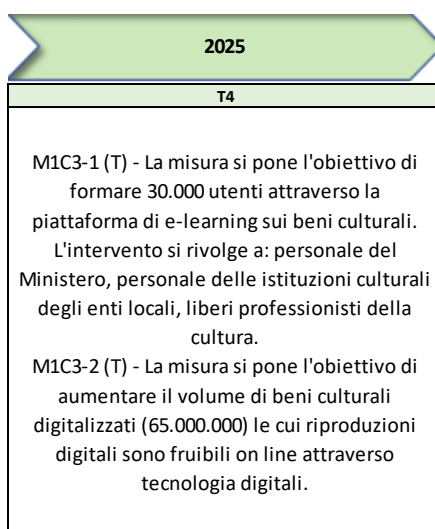 2025
T4
M1C3-1 (T) - La misura si pone l'obiettivo di
formare 30.000 utenti attraverso la
piattaforma di e-learning sui beni culturali.
L'intervento si rivolge a: personale del
Ministero, personale delle istituzioni culturali
degli enti locali, liberi professionisti della
cultura.
M1C3-2 (T) - La misura si pone l'obiettivo di
aumentare il volume di beni culturali
digitalizzati (65.000.000) le cui riproduzioni
digitali sono fruibili on line attraverso
tecnologia digitali.